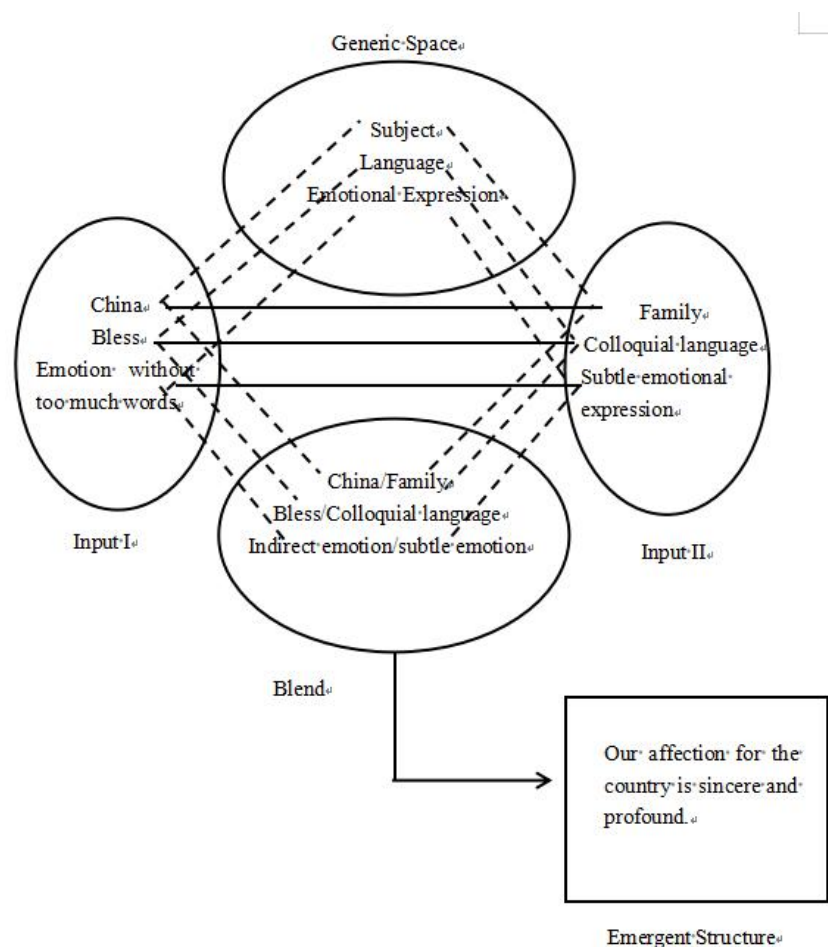 Generic Space
Subject
Language
Emotional Expression
China
Bless
Emotion without
too much words
Input I
Family
Colloquial language
Subtle emotional
expression
Input II
China/Family
Bless/Colloquial language
Indirect emotion/subtle emotion
Blend
Our affection for the
country is sincere and
profound.
Emergent Structure